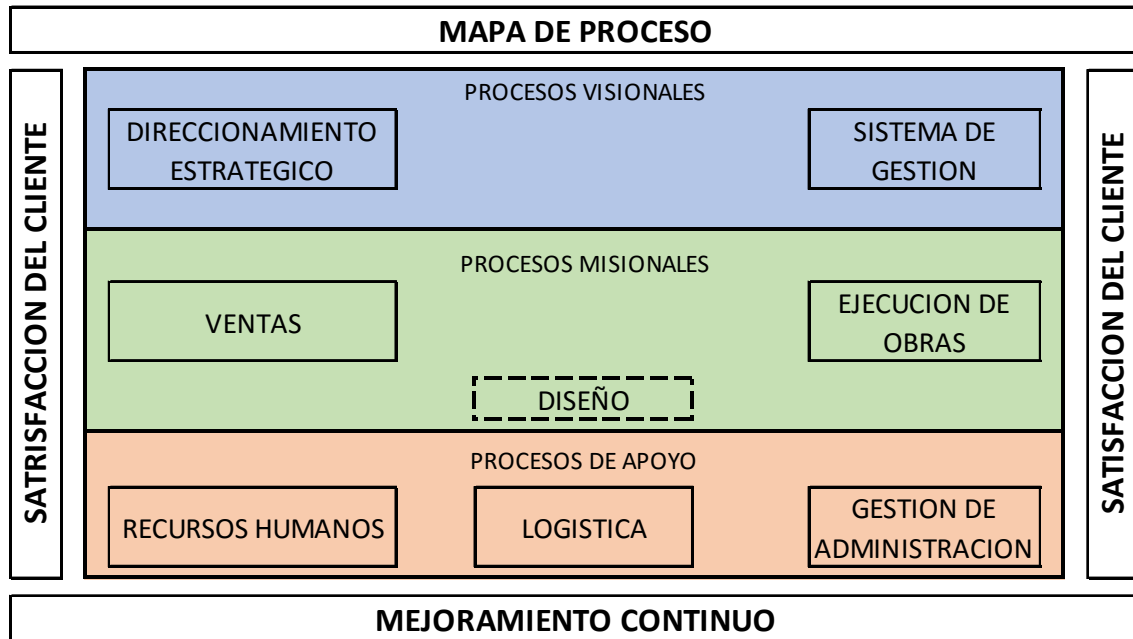 MAPA DE PROCESO
SATRISFACCION DEL CLIENTE
PROCESOS VISIONALES
DIRECCIONAMIENTO
ESTRATEGICO
SISTEMA DE
GESTION
PROCESOS MISIONALES
VENTAS
EJECUCION DE
OBRAS
DISEÑO
PROCESOS DE APOYO
RECURSOS HUMANOS
LOGISTICA
GESTION DE
ADMINISTRACION
SATISFACCION DEL CLIENTE
MEJORAMIENTO CONTINUO